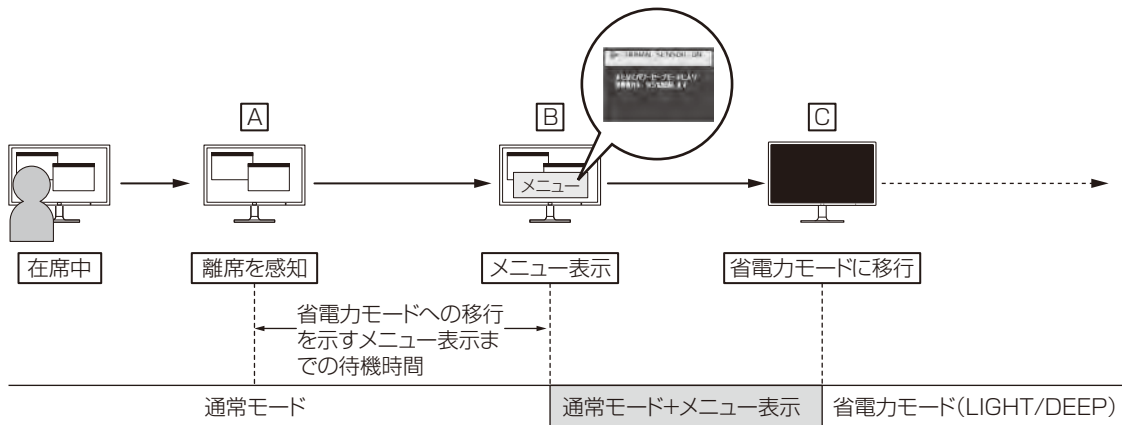 A
B
C
メニュー
在席中
離席を感知
メニュー表示
省電力モードに移行
省電力モードへの移行
を示すメニュー表示ま
での待機時間
通常モード
通常モード+メニュー表示
省電力モード(LIGHT/DEEP)